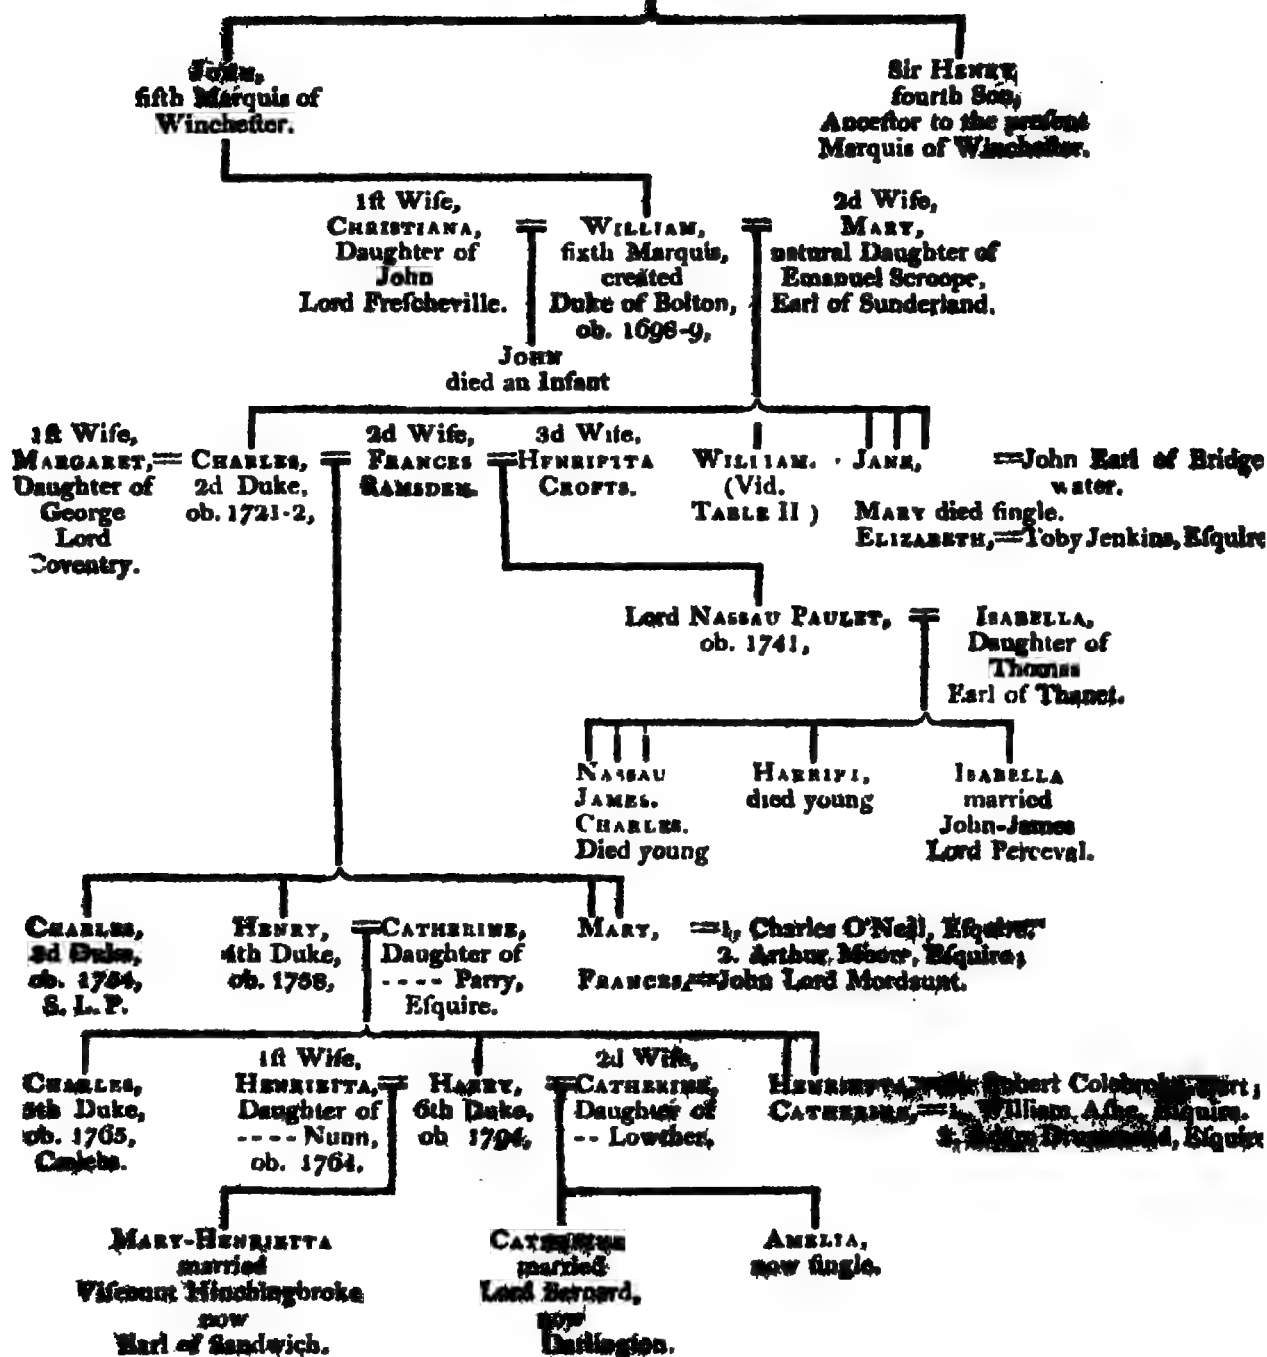 JOHN,
fifth Marquis of
Winchester.
Sir HENRY,
fourth Son,
Ancestor to the present
Marquis of Winchester.
1st Wife,
CHRISTIANA,
Daughter of
John
Lord Frescheville.
WILLIAM,
sixth Marquis,
created
Duke of Bolton,
ob. 1698-9,
2d Wife,
MARY,
natural Daughter of
Emanuel Scroope,
Earl of Sunderland.
JOHN
died an Infant
1st Wife,
MARGARET,
Daughter of
George
Lord
Coventry.
CHARLES,
2d Duke,
ob. 1721-2,
2d Wife,
FRANCES
RAMSDEN.
3d Wife.
HENRIETTA
CROFTS.
WILLIAM.
(Vid.
TABLE II )
JANE, =John Earl of Bridge
water.
MARY died single.
ELIZABETH,=Toby Jenkins, Esquire
Lord NASSAU PAULET,
ob. 1741,
ISABELLA,
Daughter of
Thomas
Earl of Thanet.
NASSAU
JAMES.
CHARLES.
Died young
HARRIET,
died young
ISABELLA
married
John-James
Lord Perceval.
CHARLES,
3d Duke,
ob. 1754,
S. L. P.
HENRY,
4th Duke,
ob. 1758,
CATHERINE,
Daughter of
---- Parry,
Esquire.
MARY, =1, Charles O'Neil, Esquire.
2. Arthur Moore, Esquire;
FRANCES,=John Lord Mordaunt.
CHARLES,
5th Duke,
ob. 1765,
Cœlebs.
1st Wife,
HENRIETTA,
Daughter of
---- Nunn,
ob. 1764.
HARRY,
6th Duke,
ob 1794,
2d Wife,
CATHERINE,
Daughter of
-- Lowther,
HENRIETTA, Robert Colebroke
CATHERINE,=1, William Ashe, Esquire.
2. Drummond, Esquire
MARY-HENRIETTA
married
Viscount Hinchingbroke
now
Earl of Sandwich.
CATHERINE
married
Lord Bernard,
now
Darlington.
AMELIA,
now single.